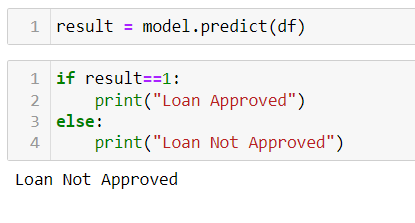 1 result = model.predict(df)
1 if result==1:
2     print("Loan Approved")
3 else:
4     print("Loan Not Approved")
Loan Not Approved